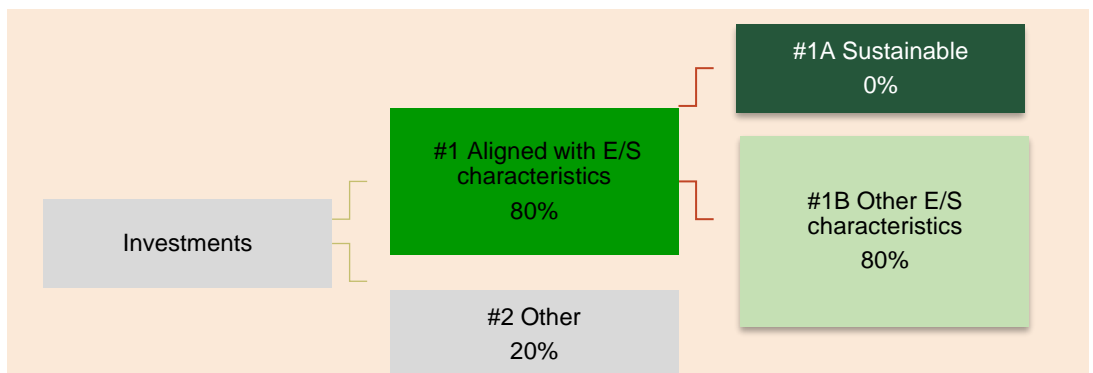 Investments
#1 Aligned with E/S
characteristics
80%
#2 Other
20%
#1A Sustainable
0%
#1B Other E/S
characteristics
80%